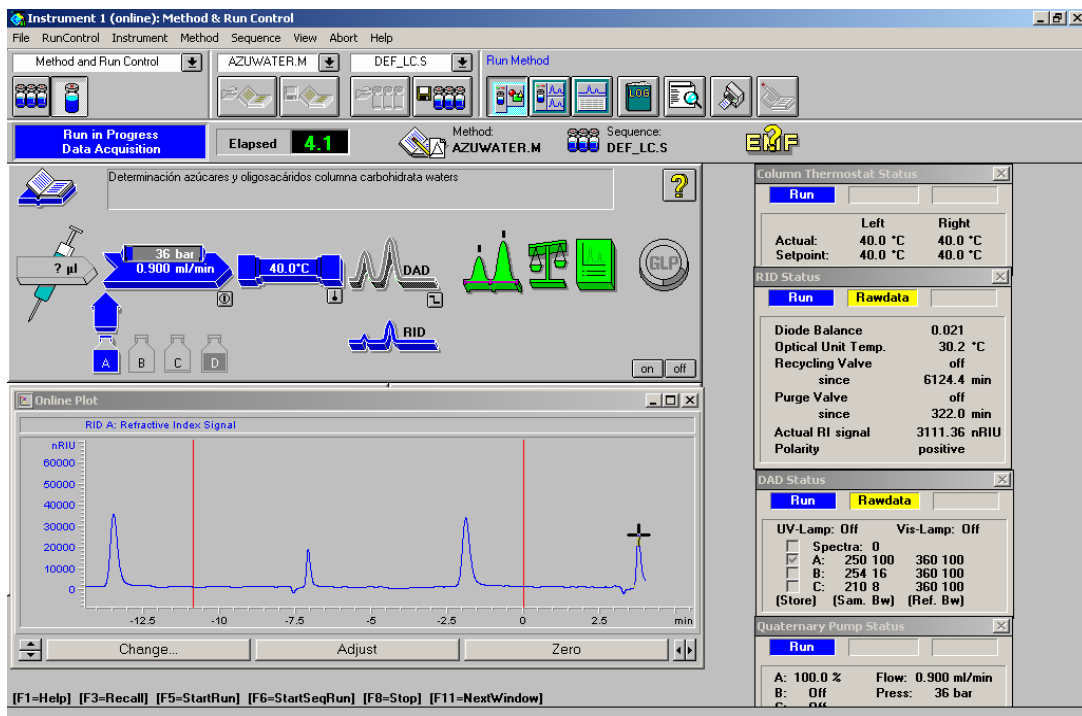 Instrument 1 (online): Method & Run Control
File RunControl Instrument Method Sequence View Abort Help
Method and Run Control AZUWATER.M DEF_LC.S Run Method
LOG
Run in Progress
Data Acquisition
Elapsed 4.1
Method:
AZUWATER.M
Sequence:
DEF_LC.S
Determinación azúcares y oligosacáridos columna carbohidrata waters
?
? µl
36 bar
0.900 ml/min
40.0°C
DAD
GLP
RID
A B C D
on off
Online Plot
RID A: Refractive Index Signal
nRIU
60000
50000
40000
30000
20000
10000
0
-12.5 -10 -7.5 -5 -2.5 0 2.5 min
Change... Adjust Zero
[F1=Help] [F3=Recall] [F5=StartRun] [F6=StartSeqRun] [F8=Stop] [F11=NextWindow]
Column Thermostat Status
Run
Left Right
Actual: 40.0 °C 40.0 °C
Setpoint: 40.0 °C 40.0 °C
RID Status
Run Rawdata
Diode Balance 0.021
Optical Unit Temp. 30.2 °C
Recycling Valve off
since 6124.4 min
Purge Valve off
since 322.0 min
Actual RI signal 3111.36 nRIU
Polarity positive
DAD Status
Run Rawdata
UV-Lamp: Off Vis-Lamp: Off
Spectra: 0
A: 250 100 360 100
B: 254 16 360 100
C: 210 8 360 100
(Store) (Sam. Bw) (Ref. Bw)
Quaternary Pump Status
Run
A: 100.0 % Flow: 0.900 ml/min
B: Off Press: 36 bar
C: Off